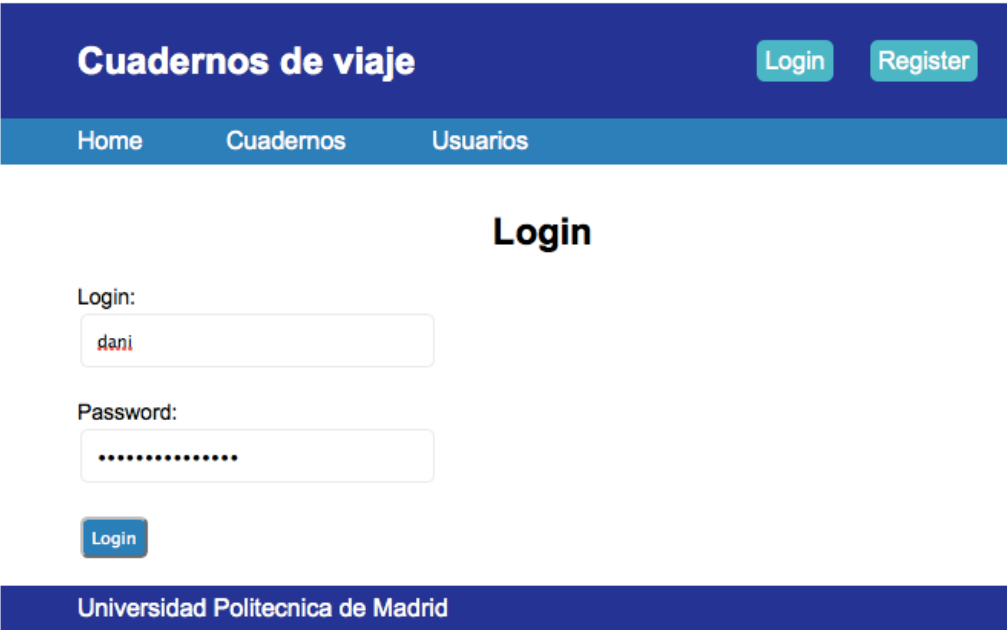 Cuadernos de viaje Login Register
Home Cuadernos Usuarios
Login
Login:
dani
Password:
•••••••••••••••
Login
Universidad Politecnica de Madrid